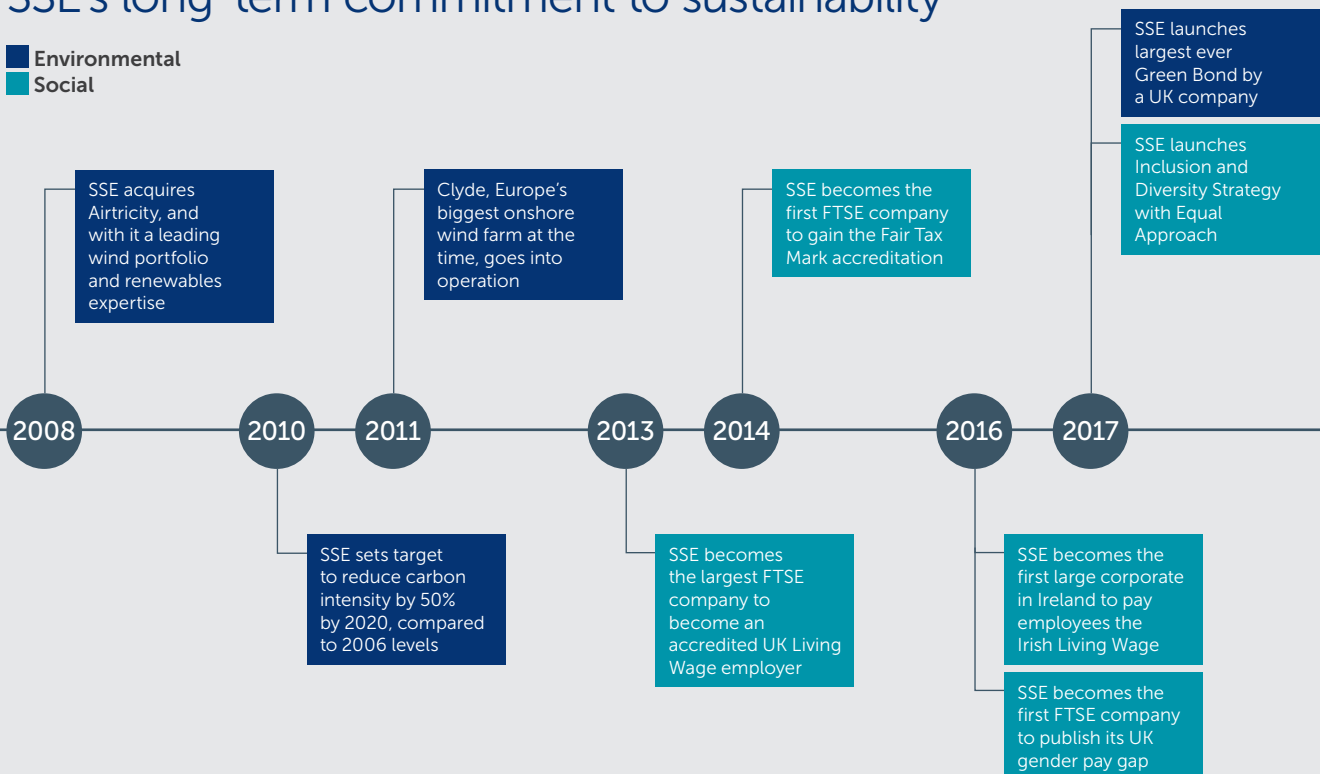 SSE's long-term commitment to sustainability
Environmental
Social
SSE launches
largest ever
Green Bond by
a UK company
SSE launches
Inclusion and
Diversity Strategy
with Equal
Approach
SSE acquires
Airtricity, and
with it a leading
wind portfolio
and renewables
expertise
Clyde, Europe's
biggest onshore
wind farm at the
time, goes into
operation
SSE becomes the
first FTSE company
to gain the Fair Tax
Mark accreditation
2008
2010
2011
2013
2014
2016
2017
SSE sets target
to reduce carbon
intensity by 50%
by 2020, compared
to 2006 levels
SSE becomes
the largest FTSE
company to
become an
accredited UK Living
Wage employer
SSE becomes the
first large corporate
in Ireland to pay
employees the
Irish Living Wage
SSE becomes the
first FTSE company
to publish its UK
gender pay gap